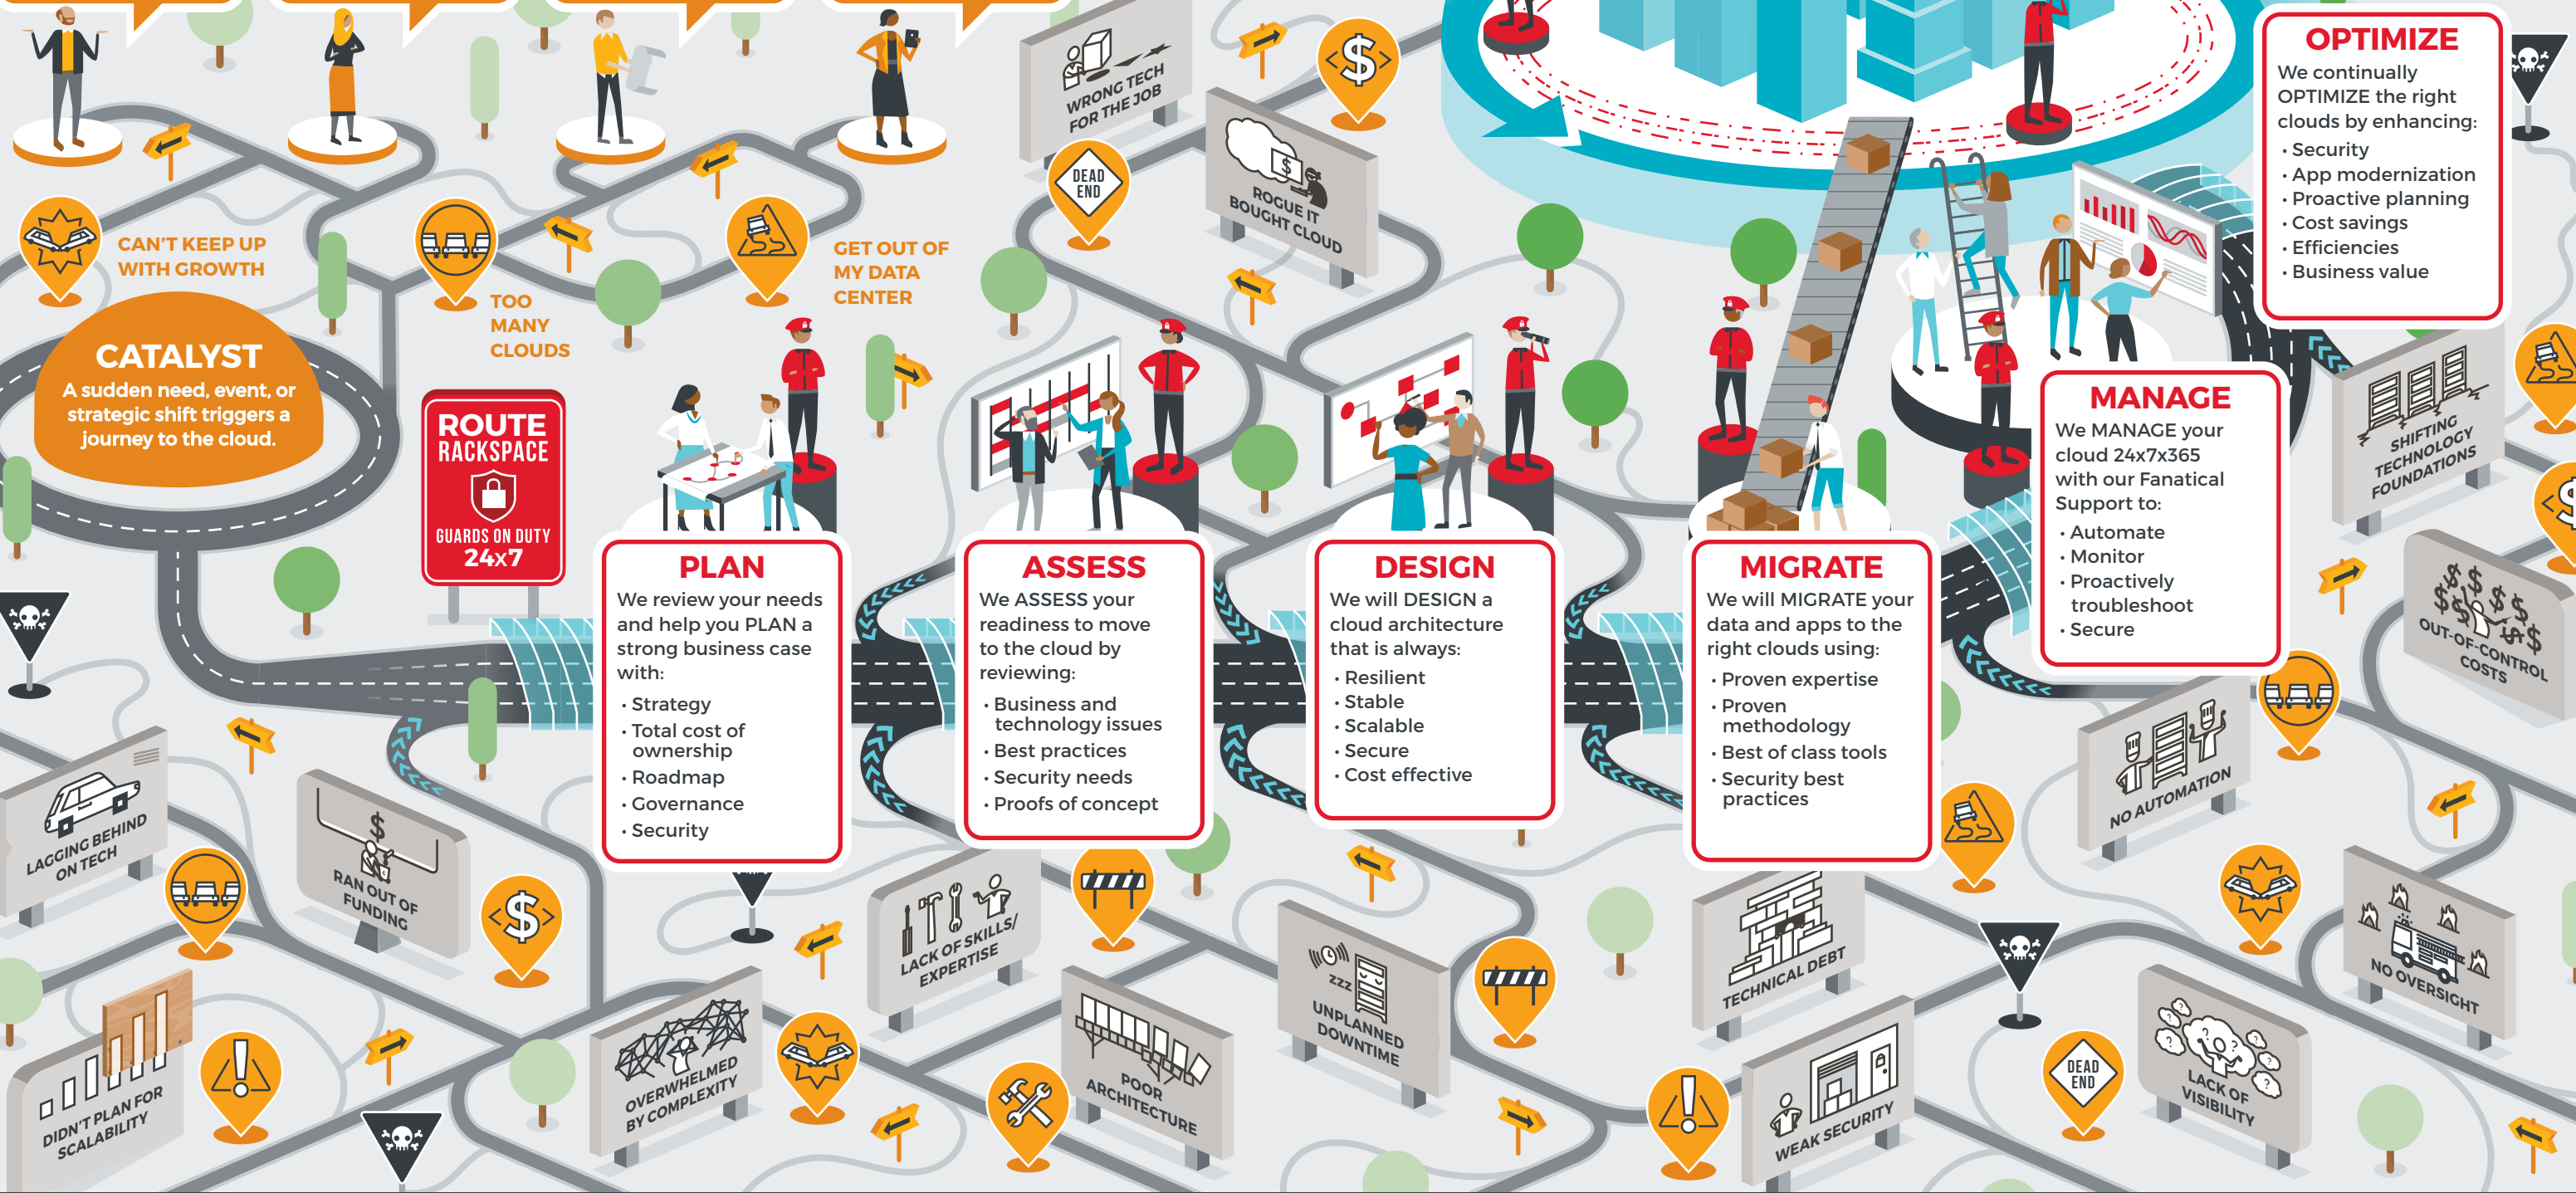 WRONG TECH
FOR THE JOB
$
DEAD
END
$
ROGUE IT
BOUGHT CLOUD
OPTIMIZE
We continually
OPTIMIZE the right
clouds by enhancing:
• Security
• App modernization
• Proactive planning
• Cost savings
• Efficiencies
• Business value
CAN'T KEEP UP
WITH GROWTH
TOO
MANY
CLOUDS
GET OUT OF
MY DATA
CENTER
CATALYST
A sudden need, event, or
strategic shift triggers a
journey to the cloud.
ROUTE
RACKSPACE
GUARDS ON DUTY
24x7
PLAN
We review your needs
and help you PLAN a
strong business case
with:
• Strategy
• Total cost of
ownership
• Roadmap
• Governance
• Security
ASSESS
We ASSESS your
readiness to move
to the cloud by
reviewing:
• Business and
technology issues
• Best practices
• Security needs
• Proofs of concept
DESIGN
We will DESIGN a
cloud architecture
that is always:
• Resilient
• Stable
• Scalable
• Secure
• Cost effective
MIGRATE
We will MIGRATE your
data and apps to the
right clouds using:
• Proven expertise
• Proven
methodology
• Best of class tools
• Security best
practices
MANAGE
We MANAGE your
cloud 24x7x365
with our Fanatical
Support to:
• Automate
• Monitor
• Proactively
troubleshoot
• Secure
SHIFTING
TECHNOLOGY
FOUNDATIONS
OUT-OF-CONTROL
COSTS
NO AUTOMATION
LAGGING BEHIND
ON TECH
$
RAN OUT OF
FUNDING
<$>
LACK OF SKILLS/
EXPERTISE
ZZZ
UNPLANNED
DOWNTIME
TECHNICAL DEBT
NO OVERSIGHT
DIDN'T PLAN FOR
SCALABILITY
OVERWHELMED
BY COMPLEXITY
POOR
ARCHITECTURE
WEAK SECURITY
DEAD
END
LACK OF
VISIBILITY